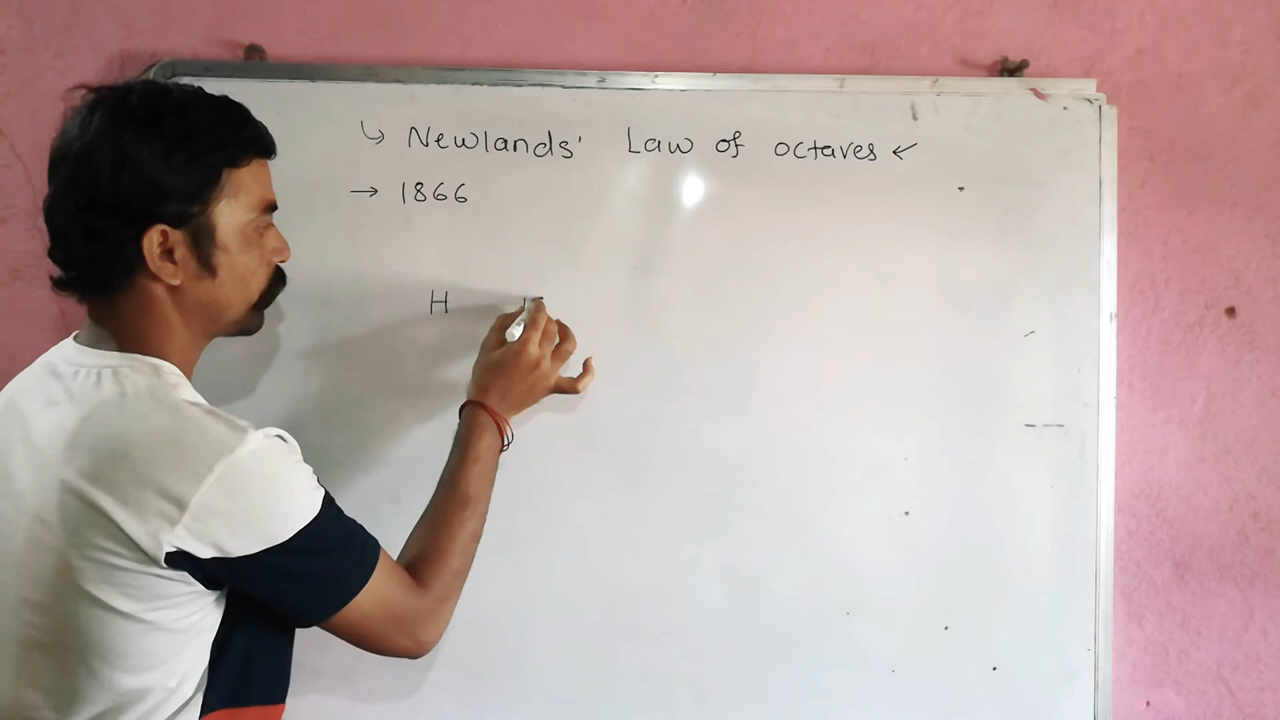 ↳ Newlands' Law of octaves ←
→ 1866
H